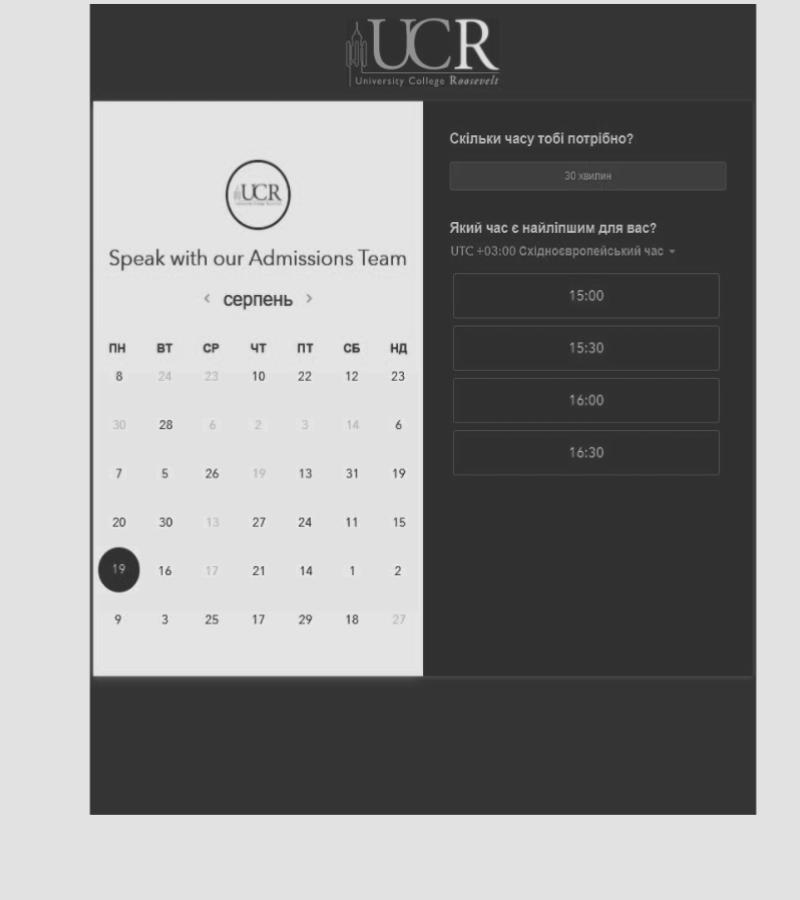 UCR
University College Roosevelt
UCR
Speak with our Admissions Team
‹ серпень ›
ПН ВТ СР ЧТ ПТ СБ НД
8 24 23 10 22 12 23
30 28 6 2 3 14 6
7 5 26 19 13 31 19
20 30 13 27 24 11 15
19 16 17 21 14 1 2
9 3 25 17 29 18 27
Скільки часу тобі потрібно?
30 хвилин
Який час є найліпшим для вас?
UTC +03:00 Східноєвропейський час
15:00
15:30
16:00
16:30